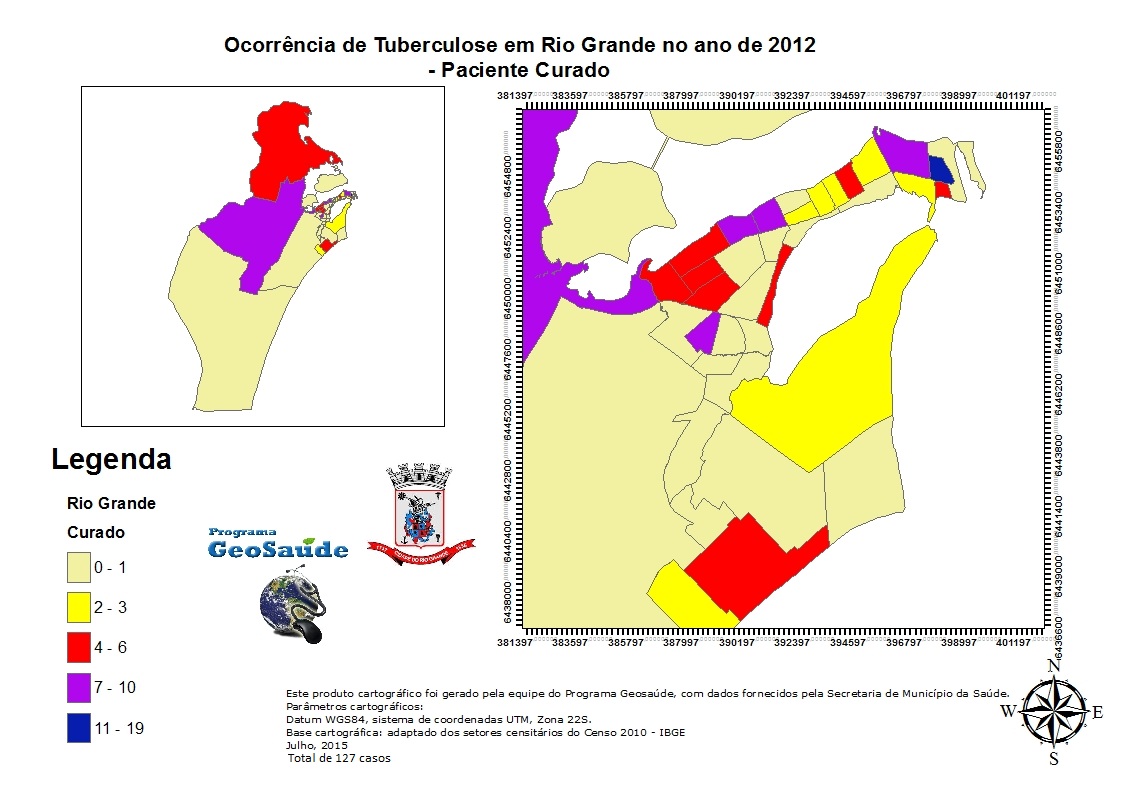 Ocorrência de Tuberculose em Rio Grande no ano de 2012
- Paciente Curado
381397 383597 385797 387997 390197 392397 394597 396797 398997 401197
6454800
6452400
6450000
6447600
6445200
6442800
6440400
6438000
6455800
6453400
6451000
6448600
6446200
6443800
6441400
6439000
6436600
381397 383597 385797 387997 390197 392397 394597 396797 398997 401197
Legenda
Rio Grande
Curado
0 - 1
2 - 3
4 - 6
7 - 10
11 - 19
Programa
GeoSaúde
CIDADE DO RIO GRANDE
Este produto cartográfico foi gerado pela equipe do Programa Geosaúde, com dados fornecidos pela Secretaria de Município da Saúde.
Parâmetros cartográficos:
Datum WGS84, sistema de coordenadas UTM, Zona 22S.
Base cartográfica: adaptado dos setores censitários do Censo 2010 - IBGE
Julho, 2015
Total de 127 casos
N
W E
S